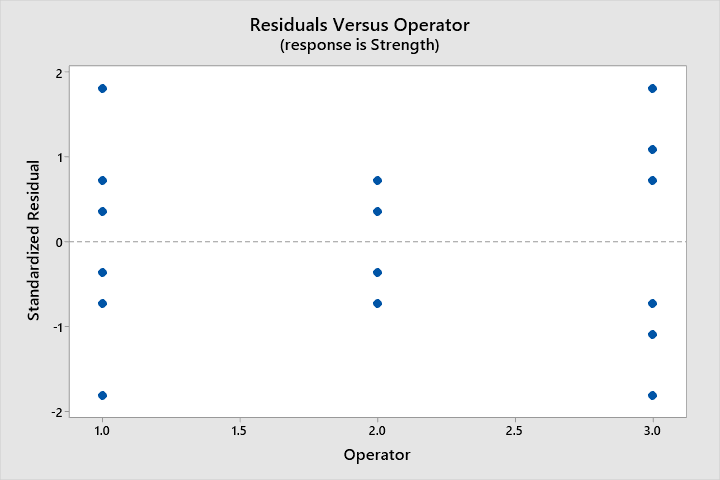 Residuals Versus Operator
(response is Strength)
Standardized Residual
2
1
0
-1
-2
1.0 1.5 2.0 2.5 3.0
Operator